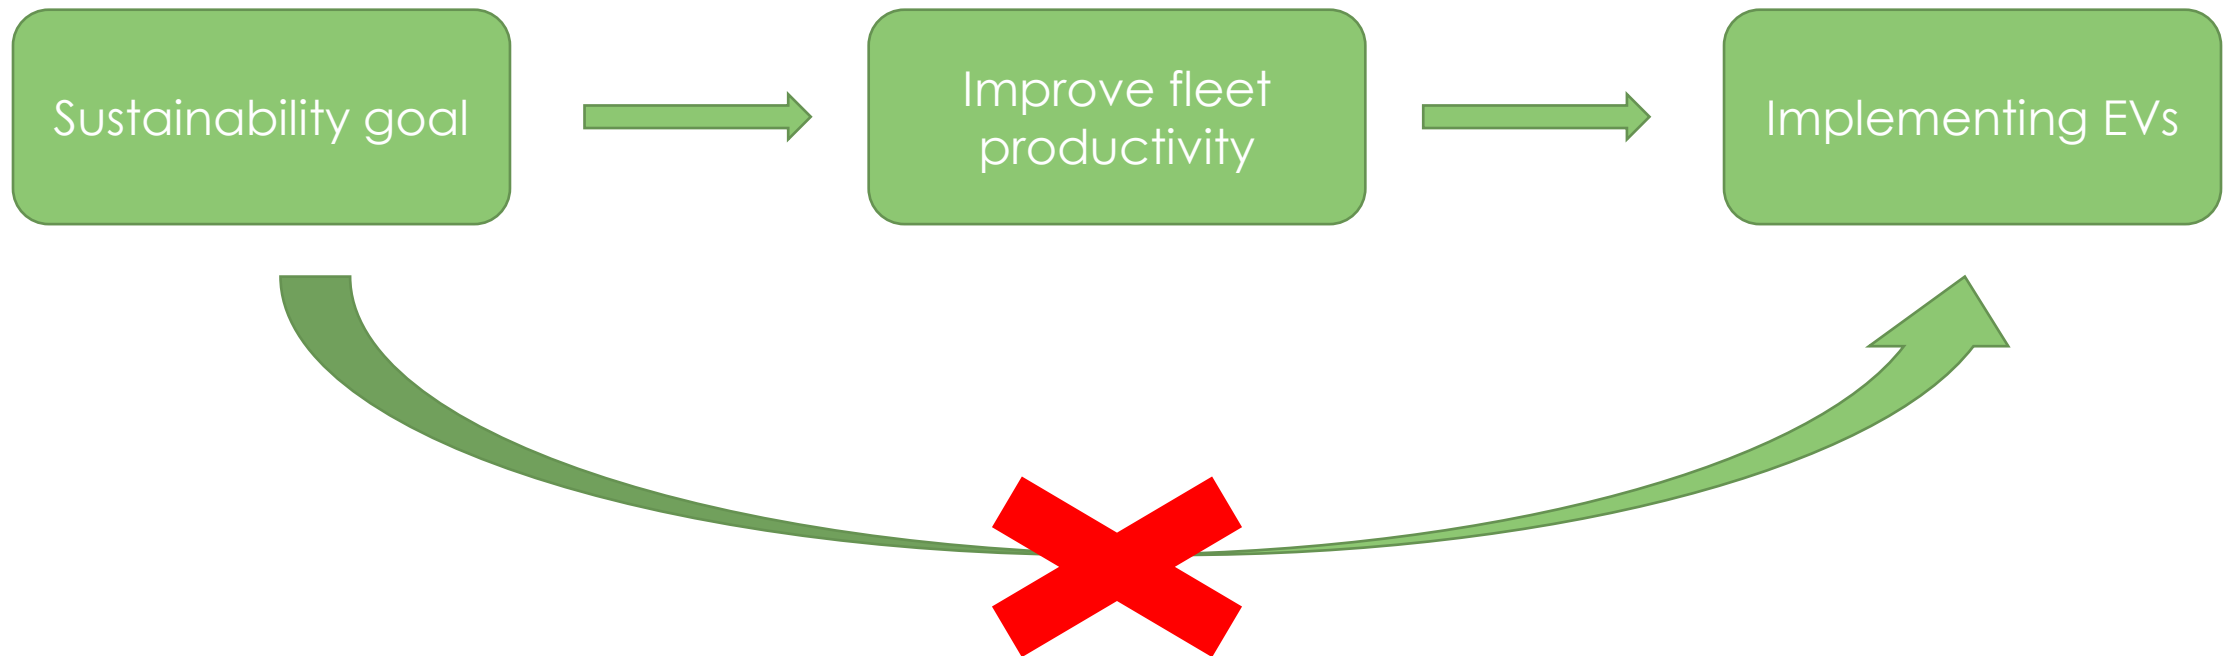 Sustainability goal
Improve fleet
productivity
Implementing EVs